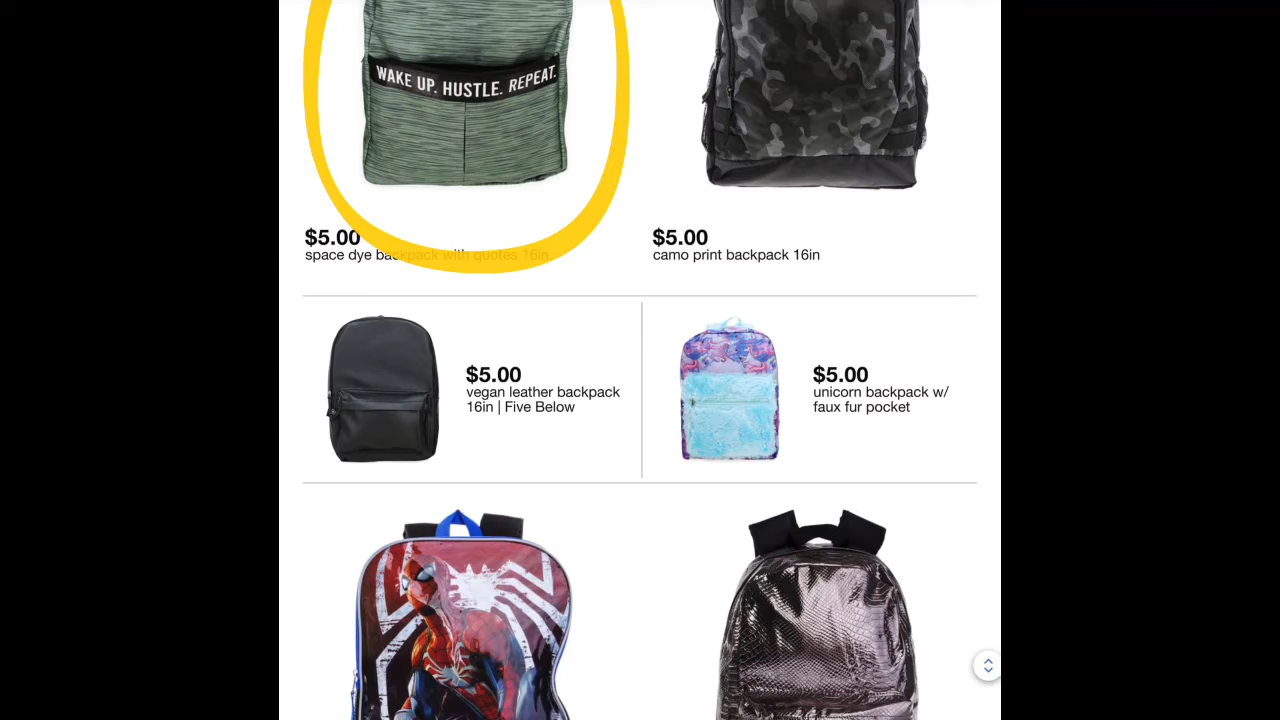 WAKE UP. HUSTLE. REPEAT.
$5.00
space dye backpack with quotes 16in
$5.00
camo print backpack 16in
$5.00
vegan leather backpack
16in | Five Below
$5.00
unicorn backpack w/
faux fur pocket